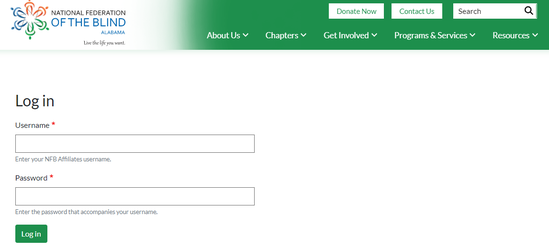 NATIONAL FEDERATION
OF THE BLIND
ALABAMA
Live the life you want.
Donate Now
Contact Us
Search
About Us
Chapters
Get Involved
Programs & Services
Resources
Log in
Username *
Enter your NFB Affiliates username.
Password *
Enter the password that accompanies your username.
Log in